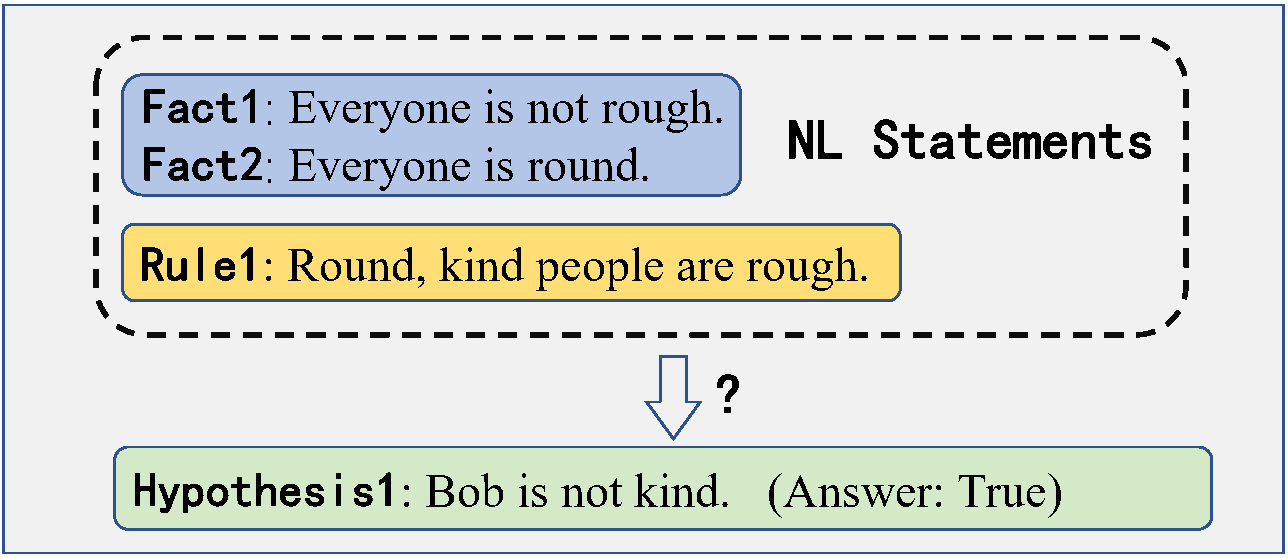 Fact1: Everyone is not rough.
Fact2: Everyone is round.
NL Statements
Rule1: Round, kind people are rough.
?
Hypothesis1: Bob is not kind. (Answer: True)